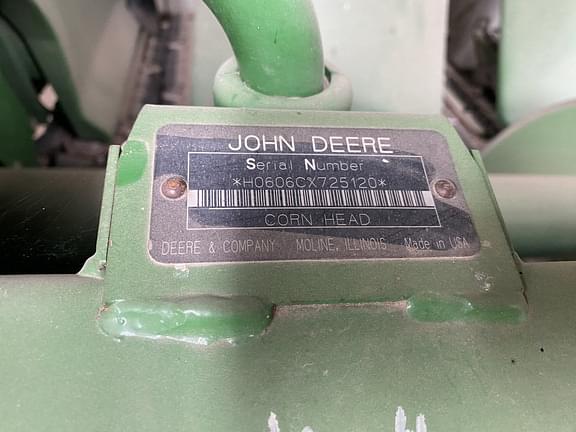 JOHN DEERE
Serial Number
*H0606CX725120*
CORN HEAD
DEERE & COMPANY MOLINE, ILLINOIS Made in USA